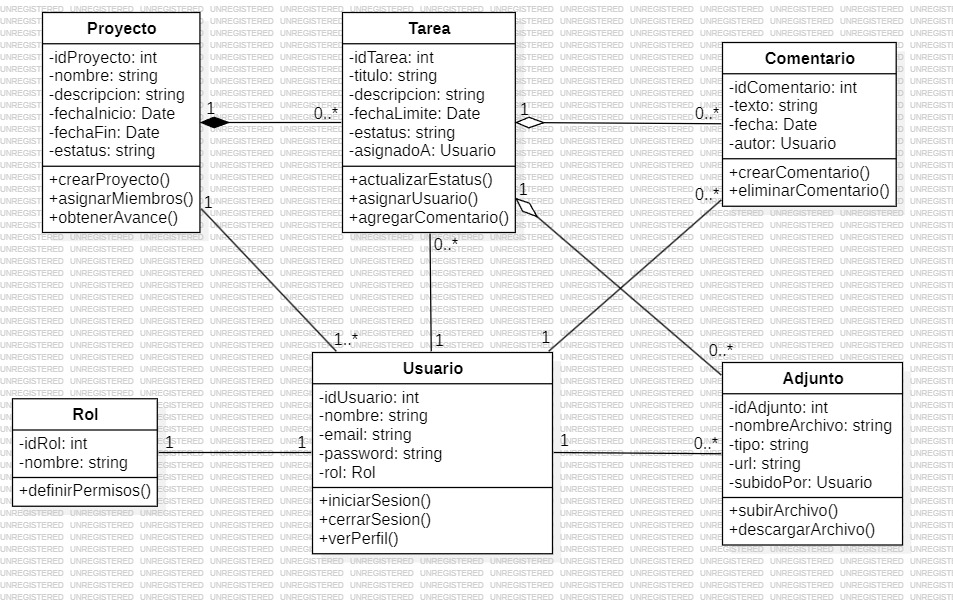 Proyecto
-idProyecto: int
-nombre: string
-descripcion: string
-fechaInicio: Date
-fechaFin: Date
-estatus: string
+crearProyecto()
+asignarMiembros()
+obtenerAvance()
1
0..*
1
1..*
Tarea
-idTarea: int
-titulo: string
-descripcion: string
-fechaLimite: Date
-estatus: string
-asignadoA: Usuario
+actualizarEstatus()
+asignarUsuario()
+agregarComentario()
1
0..*
1
0..*
0..*
1
Comentario
-idComentario: int
-texto: string
-fecha: Date
-autor: Usuario
+crearComentario()
+eliminarComentario()
0..*
1
Rol
-idRol: int
-nombre: string
+definirPermisos()
1
1
Usuario
-idUsuario: int
-nombre: string
-email: string
-password: string
-rol: Rol
+iniciarSesion()
+cerrarSesion()
+verPerfil()
1
0..*
Adjunto
-idAdjunto: int
-nombreArchivo: string
-tipo: string
-url: string
-subidoPor: Usuario
+subirArchivo()
+descargarArchivo()
UNREGISTERED